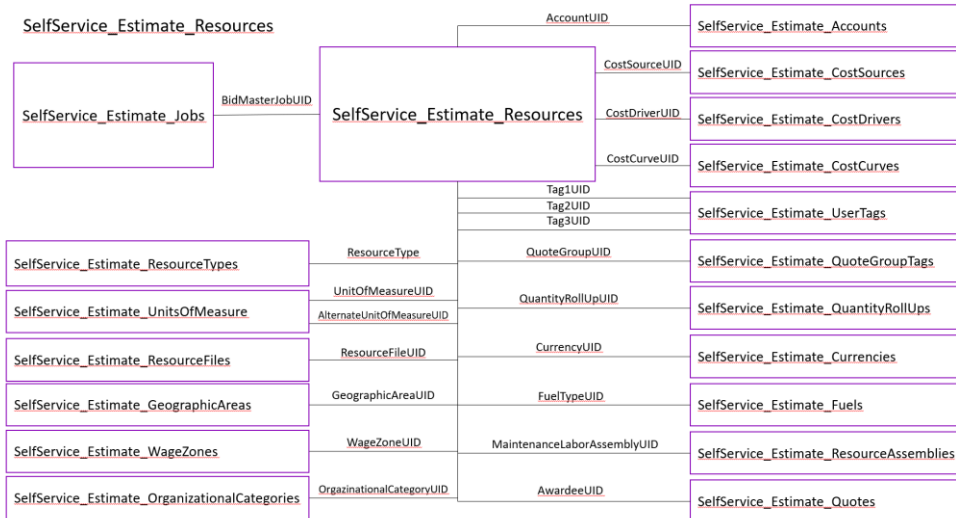 SelfService_Estimate_Resources
AccountUID
SelfService_Estimate_Accounts
SelfService_Estimate_Jobs
BidMasterJobUID
SelfService_Estimate_Resources
CostSourceUID
SelfService_Estimate_CostSources
CostDriverUID
SelfService_Estimate_CostDrivers
CostCurveUID
SelfService_Estimate_CostCurves
Tag1UID
Tag2UID
Tag3UID
SelfService_Estimate_UserTags
SelfService_Estimate_ResourceTypes
ResourceType
QuoteGroupUID
SelfService_Estimate_QuoteGroupTags
SelfService_Estimate_UnitsOfMeasure
UnitOfMeasureUID
AlternateUnitOfMeasureUID
QuantityRollUpUID
SelfService_Estimate_QuantityRollUps
SelfService_Estimate_ResourceFiles
ResourceFileUID
CurrencyUID
SelfService_Estimate_Currencies
SelfService_Estimate_GeographicAreas
GeographicAreaUID
FuelTypeUID
SelfService_Estimate_Fuels
SelfService_Estimate_WageZones
WageZoneUID
MaintenanceLaborAssemblyUID
SelfService_Estimate_ResourceAssemblies
SelfService_Estimate_OrganizationalCategories
OrgazinationalCategoryUID
AwardeeUID
SelfService_Estimate_Quotes